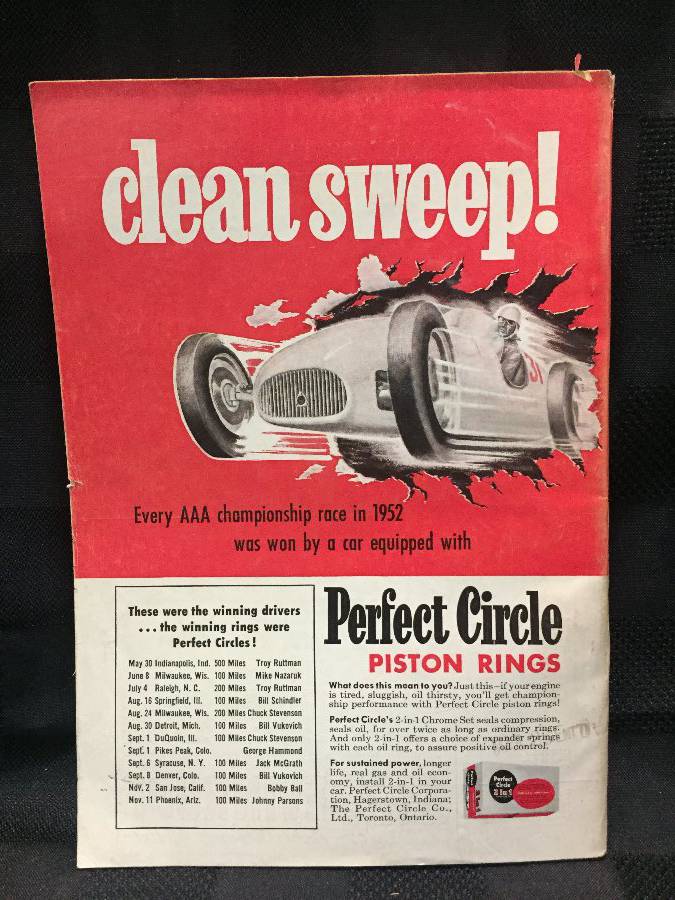 clean sweep!
31
Every AAA championship race in 1952
was won by a car equipped with
These were the winning drivers
...the winning rings were
Perfect Circles!
May 30 Indianapolis, Ind. 500 Miles Troy Ruttman
June 8 Milwaukee, Wis. 100 Miles Mike Nazaruk
July 4 Raleigh, N. C. 200 Miles Troy Ruttman
Aug. 16 Springfield, Ill. 100 Miles Bill Schindler
Aug. 24 Milwaukee, Wis. 200 Miles Chuck Stevenson
Aug. 30 Detroit, Mich. 100 Miles Bill Vukovich
Sept. 1 DuQuoin, Ill. 100 Miles Chuck Stevenson
Sept. 1 Pikes Peak, Colo. George Hammond
Sept. 6 Syracuse, N. Y. 100 Miles Jack McGrath
Sept. 8 Denver, Colo. 100 Miles Bill Vukovich
Nov. 2 San Jose, Calif. 100 Miles Bobby Ball
Nov. 11 Phoenix, Ariz. 100 Miles Johnny Parsons
Perfect Circle
PISTON RINGS
What does this mean to you? Just this—if your engine
is tired, sluggish, oil thirsty, you'll get champion-
ship performance with Perfect Circle piston rings!
Perfect Circle's 2-in-1 Chrome Set seals compression,
seals oil, for over twice as long as ordinary rings.
And only 2-in-1 offers a choice of expander springs
with each oil ring, to assure positive oil control.
For sustained power, longer
life, real gas and oil econ-
omy, install 2-in-1 in your
car. Perfect Circle Corpora-
tion, Hagerstown, Indiana;
The Perfect Circle Co.,
Ltd., Toronto, Ontario.
Perfect
Circle
2 in 1